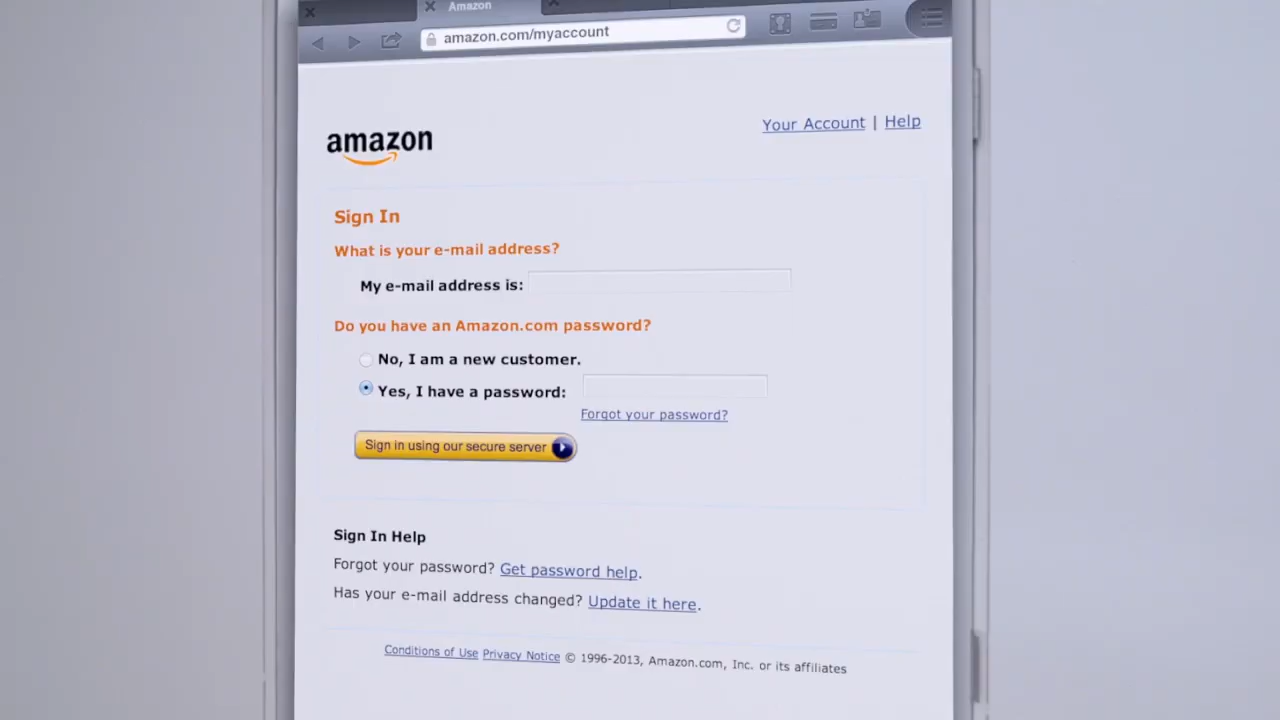 Amazon
amazon.com/myaccount
amazon
Your Account | Help
Sign In
What is your e-mail address?
My e-mail address is:
Do you have an Amazon.com password?
No, I am a new customer.
Yes, I have a password:
Forgot your password?
Sign in using our secure server
Sign In Help
Forgot your password? Get password help.
Has your e-mail address changed? Update it here.
Conditions of Use Privacy Notice © 1996-2013, Amazon.com, Inc. or its affiliates